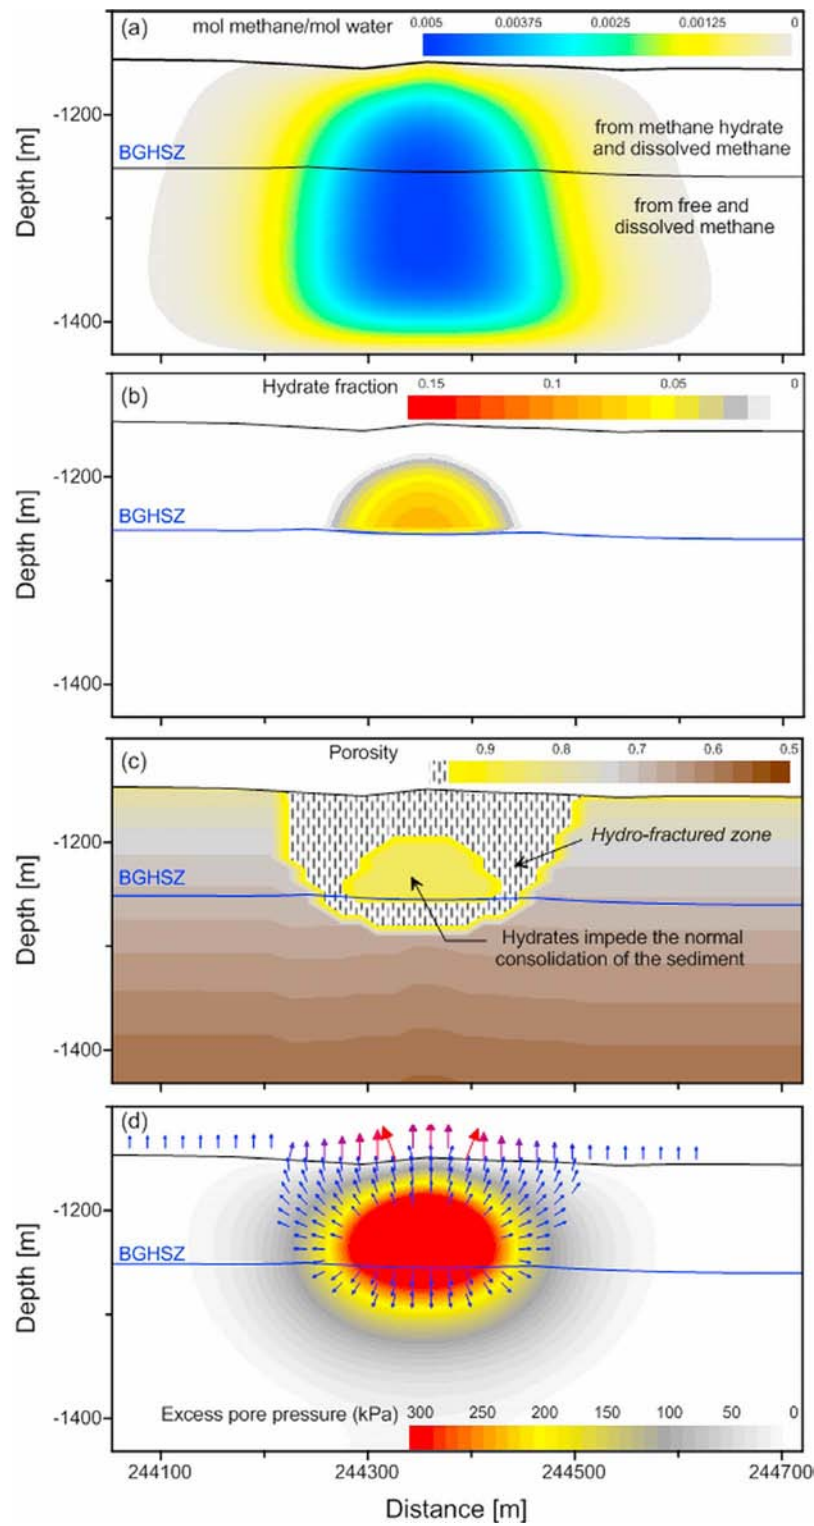 (a)
mol methane/mol water
0.005 0.00375 0.0025 0.00125 0
Depth [m]
-1200
-1400
BGHSZ
from methane hydrate
and dissolved methane
from free and
dissolved methane
(b)
Hydrate fraction
0.15 0.1 0.05 0
Depth [m]
-1200
-1400
BGHSZ
(c)
Porosity
0.9 0.8 0.7 0.6 0.5
Depth [m]
-1200
-1400
BGHSZ
Hydro-fractured zone
Hydrates impede the normal
consolidation of the sediment
(d)
Depth [m]
-1200
-1400
BGHSZ
Excess pore pressure (kPa)
300 250 200 150 100 50 0
244100 244300 244500 244700
Distance [m]